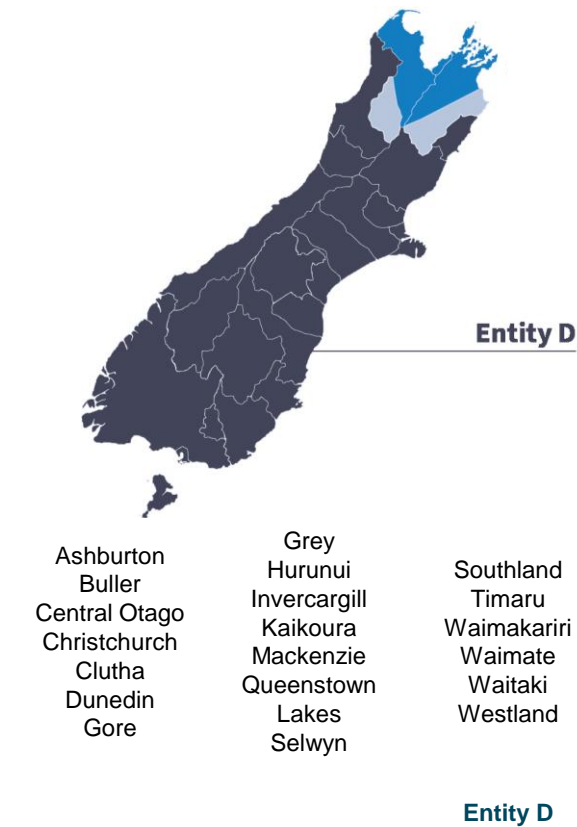 Entity D
Ashburton
Buller
Central Otago
Christchurch
Clutha
Dunedin
Gore
Grey
Hurunui
Invercargill
Kaikoura
Mackenzie
Queenstown
Lakes
Selwyn
Southland
Timaru
Waimakariri
Waimate
Waitaki
Westland
Entity D